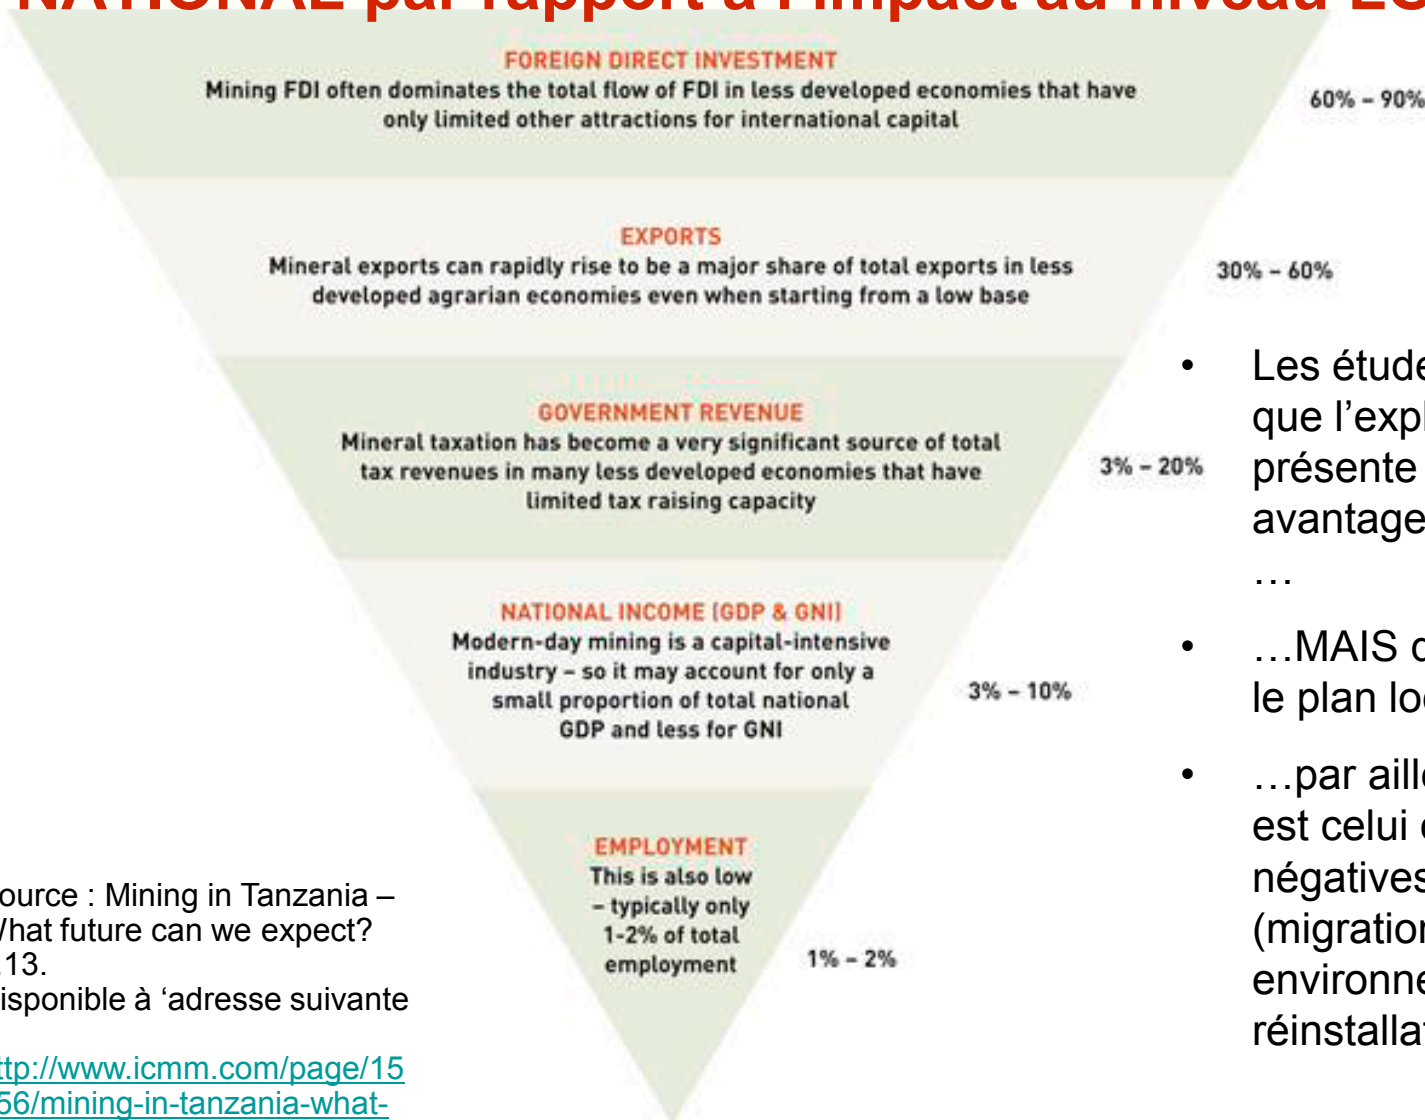 NATIONAL par rapport à l'impact au niveau
FOREIGN DIRECT INVESTMENT
Mining FDI often dominates the total flow of FDI in less developed economies that have
only limited other attractions for international capital
60% – 90%
EXPORTS
Mineral exports can rapidly rise to be a major share of total exports in less
developed agrarian economies even when starting from a low base
30% – 60%
GOVERNMENT REVENUE
Mineral taxation has become a very significant source of total
tax revenues in many less developed economies that have
limited tax raising capacity
3% – 20%
NATIONAL INCOME (GDP & GNI)
Modern-day mining is a capital-intensive
industry – so it may account for only a
small proportion of total national
GDP and less for GNI
3% – 10%
EMPLOYMENT
This is also low
– typically only
1-2% of total
employment
1% – 2%
• Les étude
que l’expl
présente
avantage
…
• …MAIS
le plan lo
• …par aill
est celui
négatives
(migration
environne
réinstalla
ource : Mining in Tanzania –
hat future can we expect?
.13.
isponible à ‘adresse suivante
ttp://www.icmm.com/page/15
56/mining-in-tanzania-what-